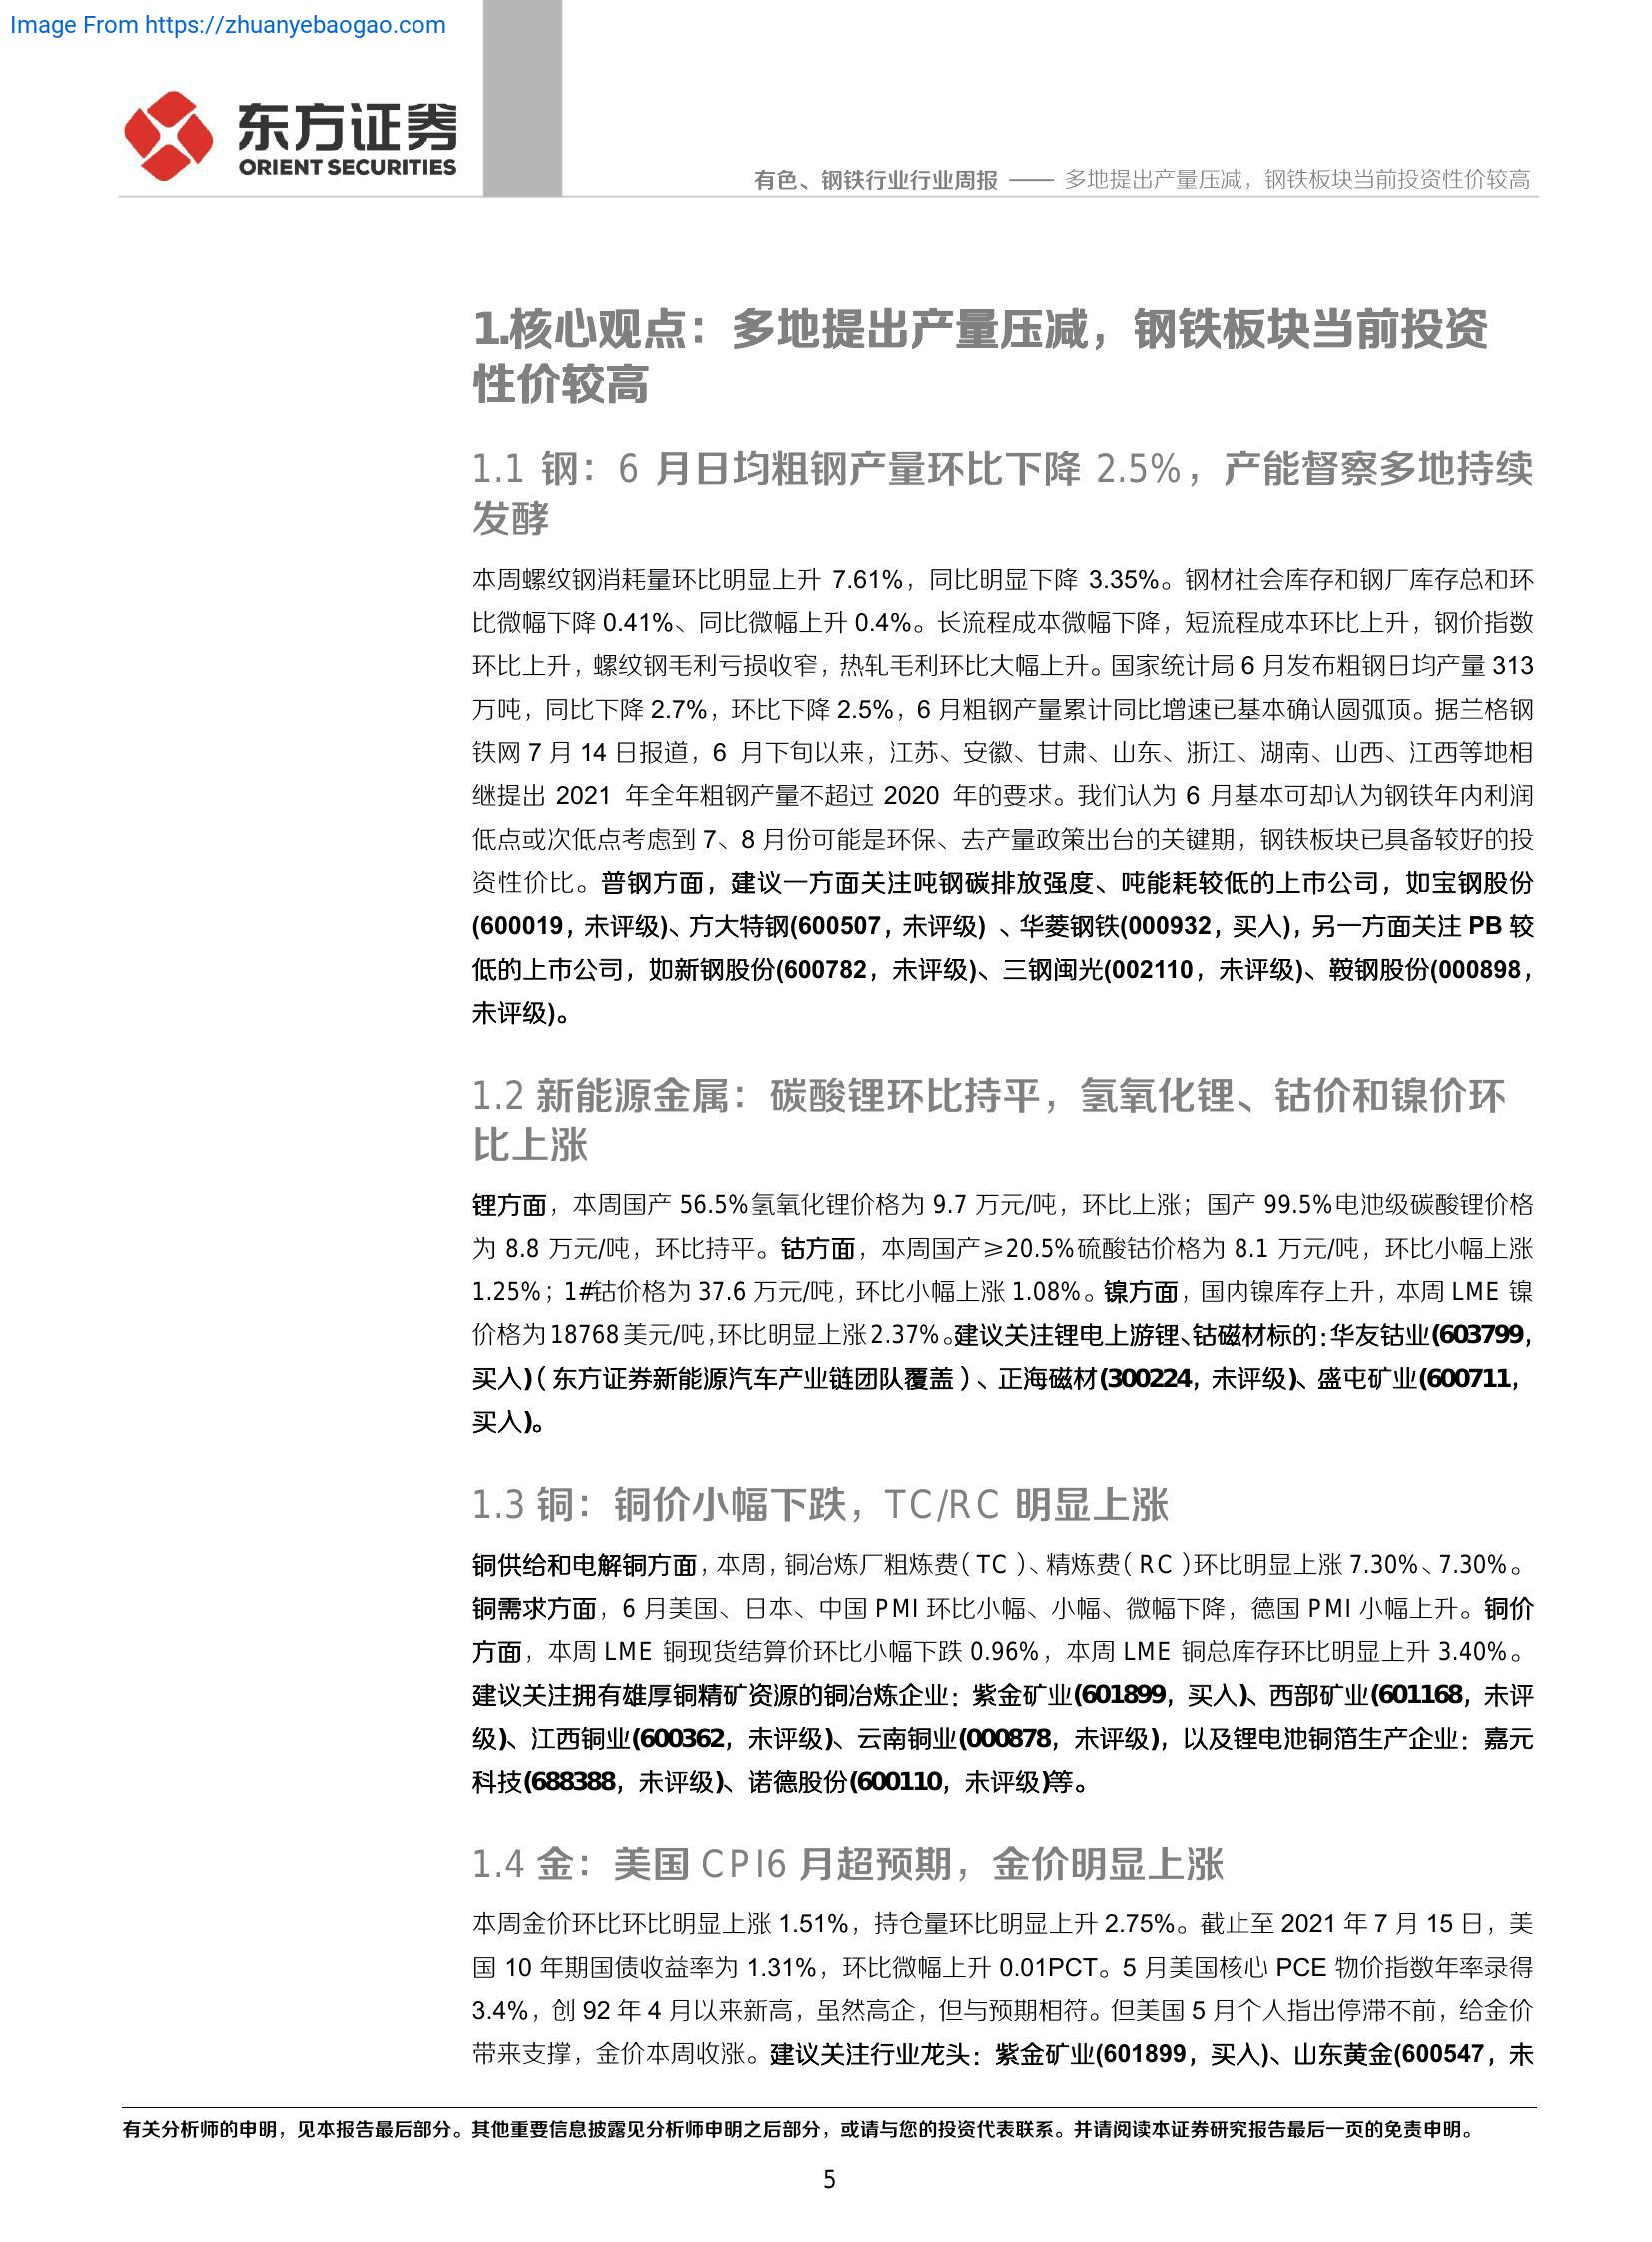 Image From https://zhuanyebaogao.com
东方证券
ORIENT SECURITIES
有色、钢铁行业行业周报 —— 多地提出产量压减，钢铁板块当前投资性价较高
1.核心观点：多地提出产量压减，钢铁板块当前投资
性价较高
1.1 钢：6 月日均粗钢产量环比下降 2.5%，产能督察多地持续
发酵
本周螺纹钢消耗量环比明显上升 7.61%，同比明显下降 3.35%。钢材社会库存和钢厂库存总和环
比微幅下降 0.41%、同比微幅上升 0.4%。长流程成本微幅下降，短流程成本环比上升，钢价指数
环比上升，螺纹钢毛利亏损收窄，热轧毛利环比大幅上升。国家统计局 6 月发布粗钢日均产量 313
万吨，同比下降 2.7%，环比下降 2.5%，6 月粗钢产量累计同比增速已基本确认圆弧顶。据兰格钢
铁网 7 月 14 日报道，6 月下旬以来，江苏、安徽、甘肃、山东、浙江、湖南、山西、江西等地相
继提出 2021 年全年粗钢产量不超过 2020 年的要求。我们认为 6 月基本可却认为钢铁年内利润
低点或次低点考虑到 7、8 月份可能是环保、去产量政策出台的关键期，钢铁板块已具备较好的投
资性价比。普钢方面，建议一方面关注吨钢碳排放强度、吨能耗较低的上市公司，如宝钢股份
(600019，未评级)、方大特钢(600507，未评级) 、华菱钢铁(000932，买入)，另一方面关注 PB 较
低的上市公司，如新钢股份(600782，未评级)、三钢闽光(002110，未评级)、鞍钢股份(000898，
未评级)。
1.2 新能源金属：碳酸锂环比持平，氢氧化锂、钴价和镍价环
比上涨
锂方面，本周国产 56.5%氢氧化锂价格为 9.7 万元/吨，环比上涨；国产 99.5%电池级碳酸锂价格
为 8.8 万元/吨，环比持平。钴方面，本周国产≥20.5%硫酸钴价格为 8.1 万元/吨，环比小幅上涨
1.25%；1#钴价格为 37.6 万元/吨，环比小幅上涨 1.08%。镍方面，国内镍库存上升，本周 LME 镍
价格为 18768 美元/吨，环比明显上涨 2.37%。建议关注锂电上游锂、钴磁材标的：华友钴业(603799，
买入)（东方证券新能源汽车产业链团队覆盖）、正海磁材(300224，未评级)、盛屯矿业(600711，
买入)。
1.3 铜：铜价小幅下跌，TC/RC 明显上涨
铜供给和电解铜方面，本周，铜冶炼厂粗炼费（TC）、精炼费（RC）环比明显上涨 7.30%、7.30%。
铜需求方面，6 月美国、日本、中国 PMI 环比小幅、小幅、微幅下降，德国 PMI 小幅上升。铜价
方面，本周 LME 铜现货结算价环比小幅下跌 0.96%，本周 LME 铜总库存环比明显上升 3.40%。
建议关注拥有雄厚铜精矿资源的铜冶炼企业：紫金矿业(601899，买入)、西部矿业(601168，未评
级)、江西铜业(600362，未评级)、云南铜业(000878，未评级)，以及锂电池铜箔生产企业：嘉元
科技(688388，未评级)、诺德股份(600110，未评级)等。
1.4 金：美国 CPI6 月超预期，金价明显上涨
本周金价环比环比明显上涨 1.51%，持仓量环比明显上升 2.75%。截止至 2021 年 7 月 15 日，美
国 10 年期国债收益率为 1.31%，环比微幅上升 0.01PCT。5 月美国核心 PCE 物价指数年率录得
3.4%，创 92 年 4 月以来新高，虽然高企，但与预期相符。但美国 5 月个人指出停滞不前，给金价
带来支撑，金价本周收涨。建议关注行业龙头：紫金矿业(601899，买入)、山东黄金(600547，未
有关分析师的申明，见本报告最后部分。其他重要信息披露见分析师申明之后部分，或请与您的投资代表联系。并请阅读本证券研究报告最后一页的免责申明。
5